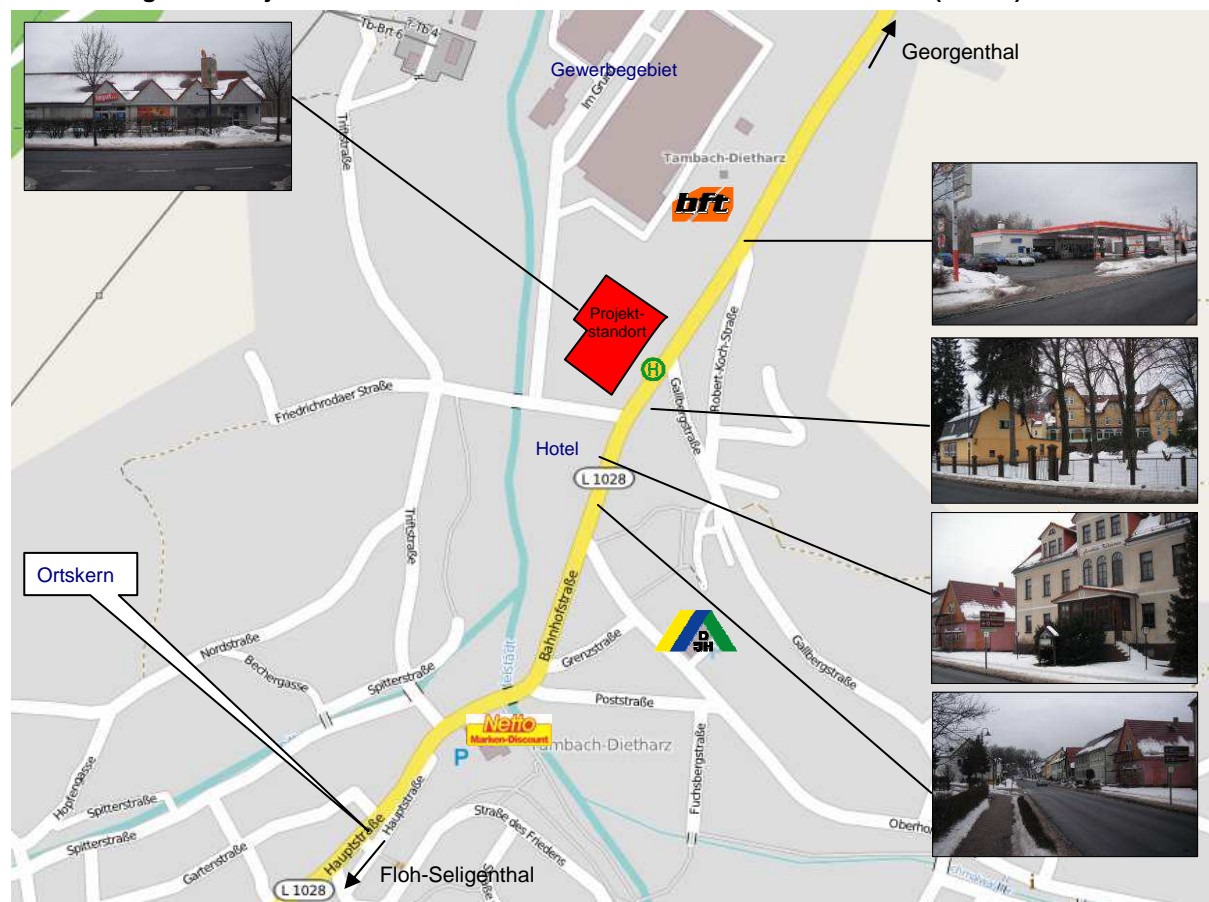 Georgenthal
Gewerbegebiet
Tb-Brt 6
r-Tb 4
Im Grund
Triftstraße
Tambach-Dietharz
bft
Projekt-
standort
H
Robert-Koch-Straße
Gallbergstraße
Friedrichrodaer Straße
Hotel
L 1028
Triftstraße
Ortskern
Bahnhofstraße
D
JH
Nordstraße
Bechergasse
Spitterstraße
Grenzstraße
Gallbergstraße
Poststraße
Netto
Marken-Discount
Tambach-Dietharz
P
Hopfengasse
Spitterstraße
Fuchsbergstraße
Spitterstraße
Hauptstraße
Hauptstraße
Straße des Friedens
Gartenstraße
Floh-Seligenthal
L 1028